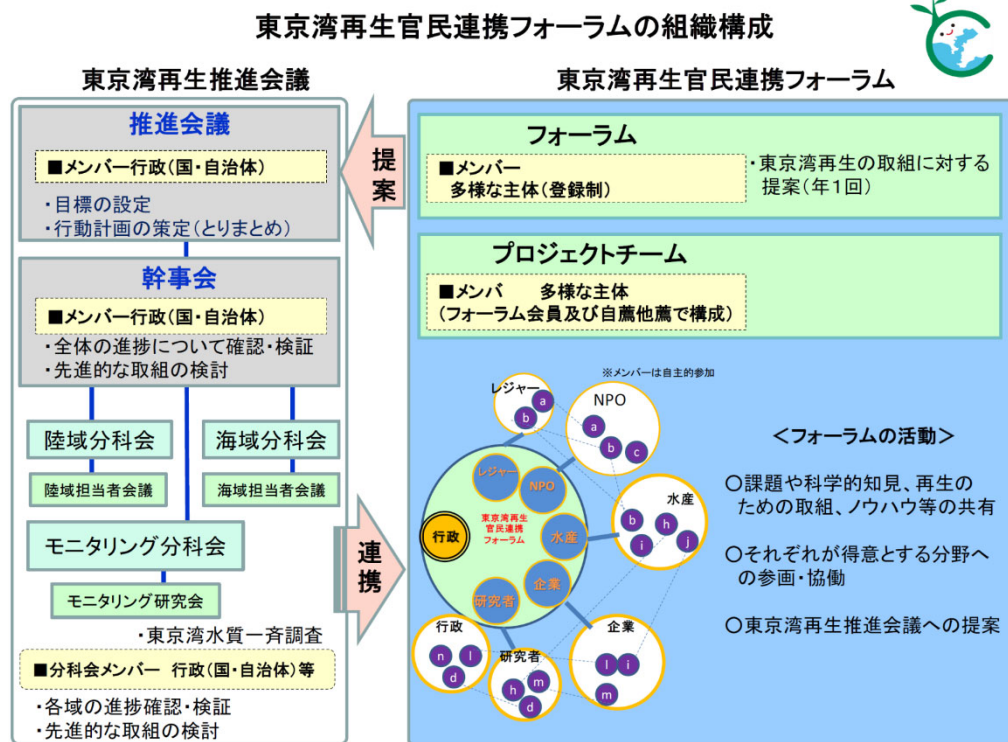 東京湾再生官民連携フォーラムの組織構成
東京湾再生推進会議
推進会議
■メンバー行政(国・自治体)
・目標の設定
・行動計画の策定(とりまとめ)
幹事会
■メンバー行政(国・自治体)
・全体の進捗について確認・検証
・先進的な取組の検討
陸域分科会
海域分科会
陸域担当者会議
海域担当者会議
モニタリング分科会
モニタリング研究会
・東京湾水質一斉調査
■分科会メンバー 行政(国・自治体)等
・各域の進捗確認・検証
・先進的な取組の検討
提案
連携
東京湾再生官民連携フォーラム
フォーラム
■メンバー
多様な主体(登録制)
・東京湾再生の取組に対する
提案(年1回)
プロジェクトチーム
■メンバ 多様な主体
(フォーラム会員及び自薦他薦で構成)
※メンバーは自主的参加
レジャー
a
b
NPO
a
b
c
水産
b
h
i
j
企業
l
i
m
研究者
h
m
d
行政
n
l
d
レジャー
NPO
水産
企業
研究者
行政
東京湾再生
官民連携
フォーラム
<フォーラムの活動>
○課題や科学的知見、再生の
ための取組、ノウハウ等の共有
○それぞれが得意とする分野へ
の参画・協働
○東京湾再生推進会議への提案